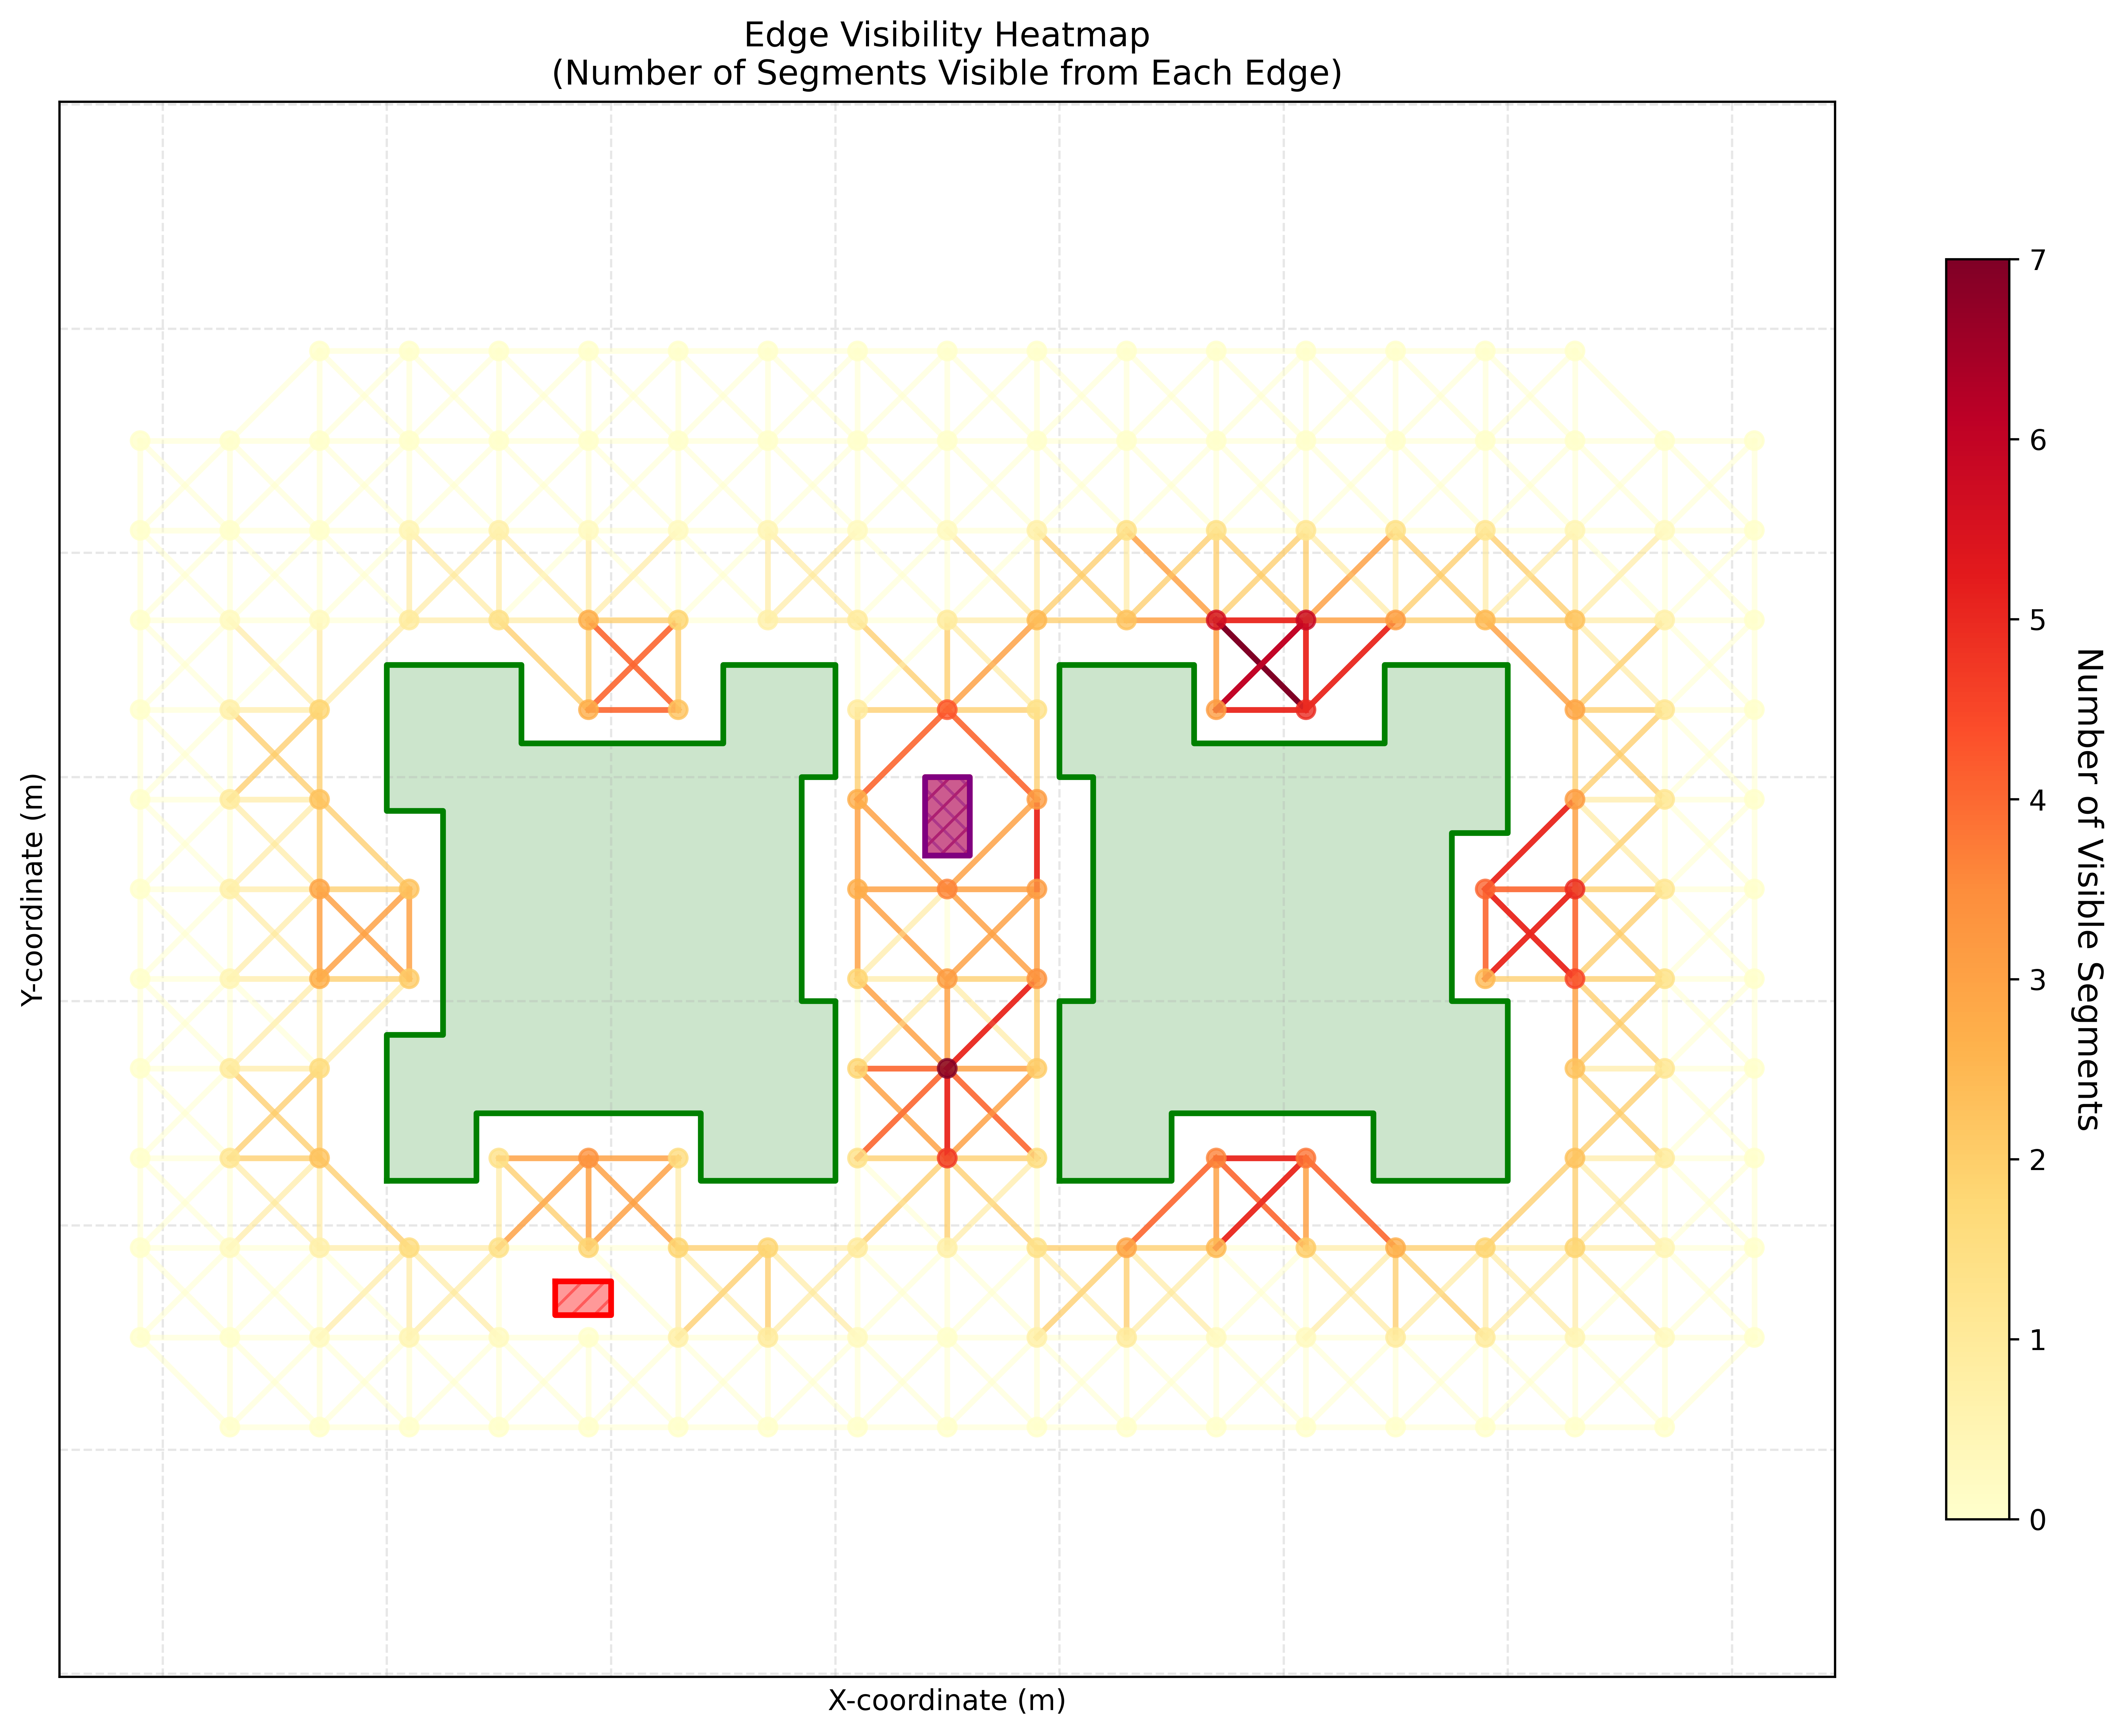 Edge Visibility Heatmap
(Number of Segments Visible from Each Edge)
Y-coordinate (m)
X-coordinate (m)
7
6
5
4
3
2
1
0
Number of Visible Segments